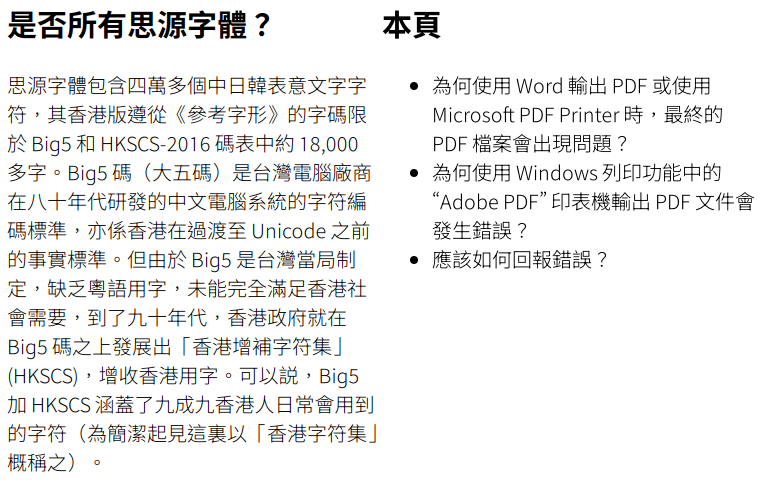 是否所有思源字體？
思源字體包含四萬多個中日韓表意文字字
符，其香港版遵從《參考字形》的字碼限
於 Big5 和 HKSCS-2016 碼表中約 18,000
多字。Big5 碼（大五碼）是台灣電腦廠商
在八十年代研發的中文電腦系統的字符編
碼標準，亦係香港在過渡至 Unicode 之前
的事實標準。但由於 Big5 是台灣當局制
定，缺乏粵語用字，未能完全滿足香港社
會需要，到了九十年代，香港政府就在
Big5 碼之上發展出「香港增補字符集」
(HKSCS)，增收香港用字。可以説，Big5
加 HKSCS 涵蓋了九成九香港人日常會用到
的字符（為簡潔起見這裏以「香港字符集」
概稱之）。
本頁
• 為何使用 Word 輸出 PDF 或使用
Microsoft PDF Printer 時，最終的
PDF 檔案會出現問題？
• 為何使用 Windows 列印功能中的
“Adobe PDF” 印表機輸出 PDF 文件會
發生錯誤？
• 應該如何回報錯誤？